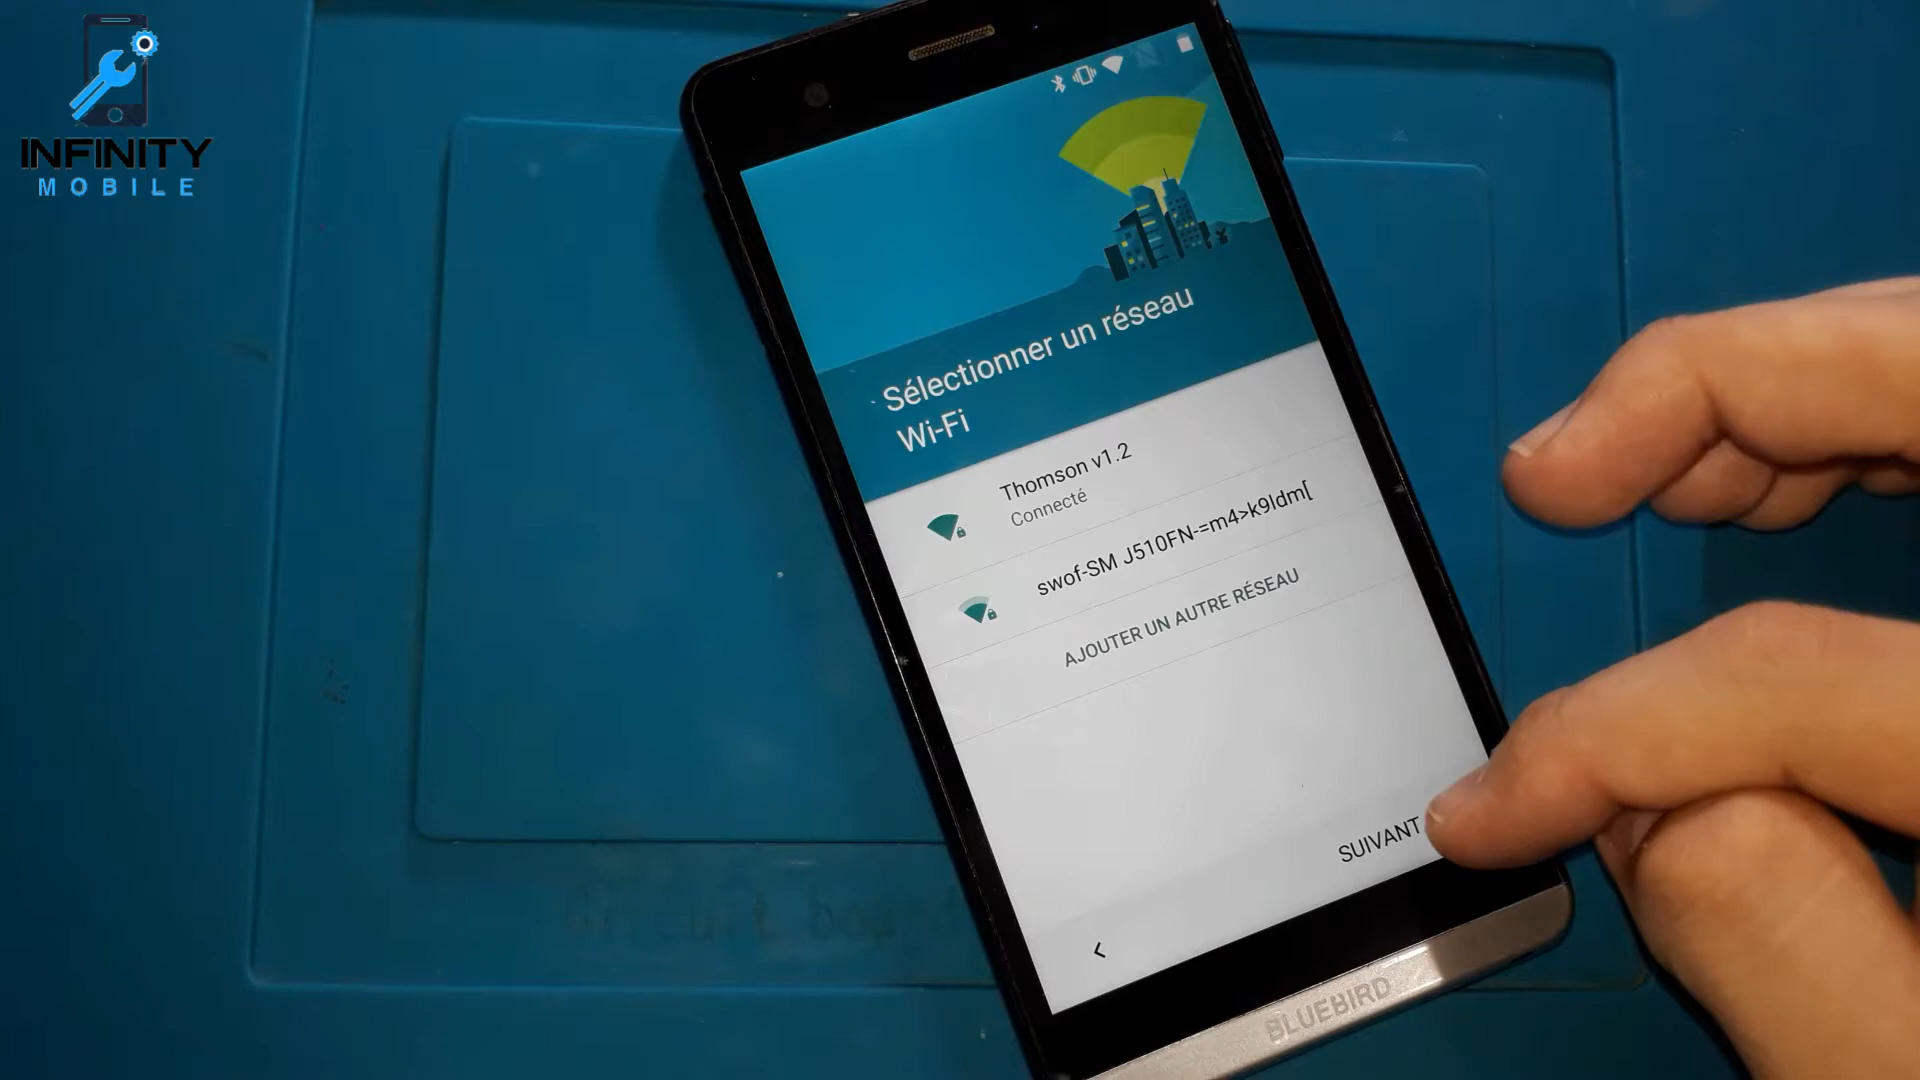 INFINITY
MOBILE
Sélectionner un réseau
Wi-Fi
Thomson v1.2
Connecté
swof-SM J510FN-=m4>k9ldm[
AJOUTER UN AUTRE RÉSEAU
SUIVANT
BLUEBIRD